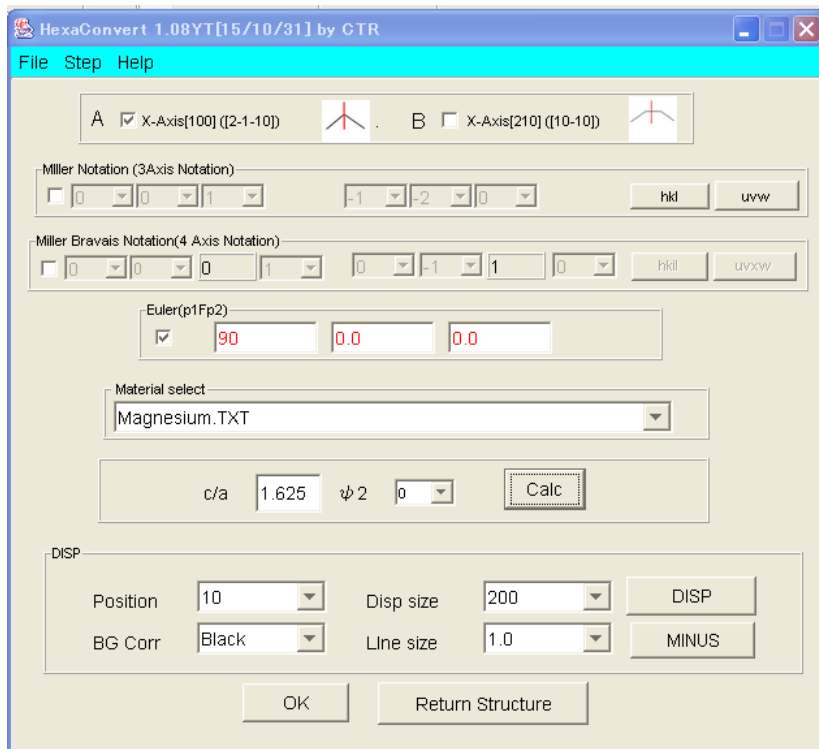 HexaConvert 1.08YT[15/10/31] by CTR
File Step Help
A X-Axis[100] ([2-1-10]) . B X-Axis[210] ([10-10])
MIller Notation (3Axis Notation)
0 0 1 -1 -2 0 hkl uvw
Miller Bravais Notation(4 Axis Notation)
0 0 0 1 0 -1 1 0 hkil uvxw
Euler(p1Fp2)
90 0.0 0.0
Material select
Magnesium.TXT
c/a 1.625 ψ2 0 Calc
DISP
Position 10 Disp size 200 DISP
BG Corr Black LIne size 1.0 MINUS
OK Return Structure